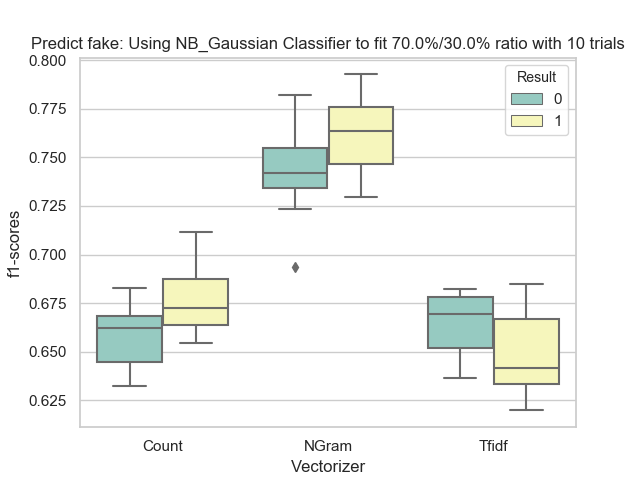 Predict fake: Using NB_Gaussian Classifier to fit 70.0%/30.0% ratio with 10 trials
0.800
0.775
0.750
0.725
0.700
0.675
0.650
0.625
f1-scores
Result
0
1
Count
NGram
Tfidf
Vectorizer